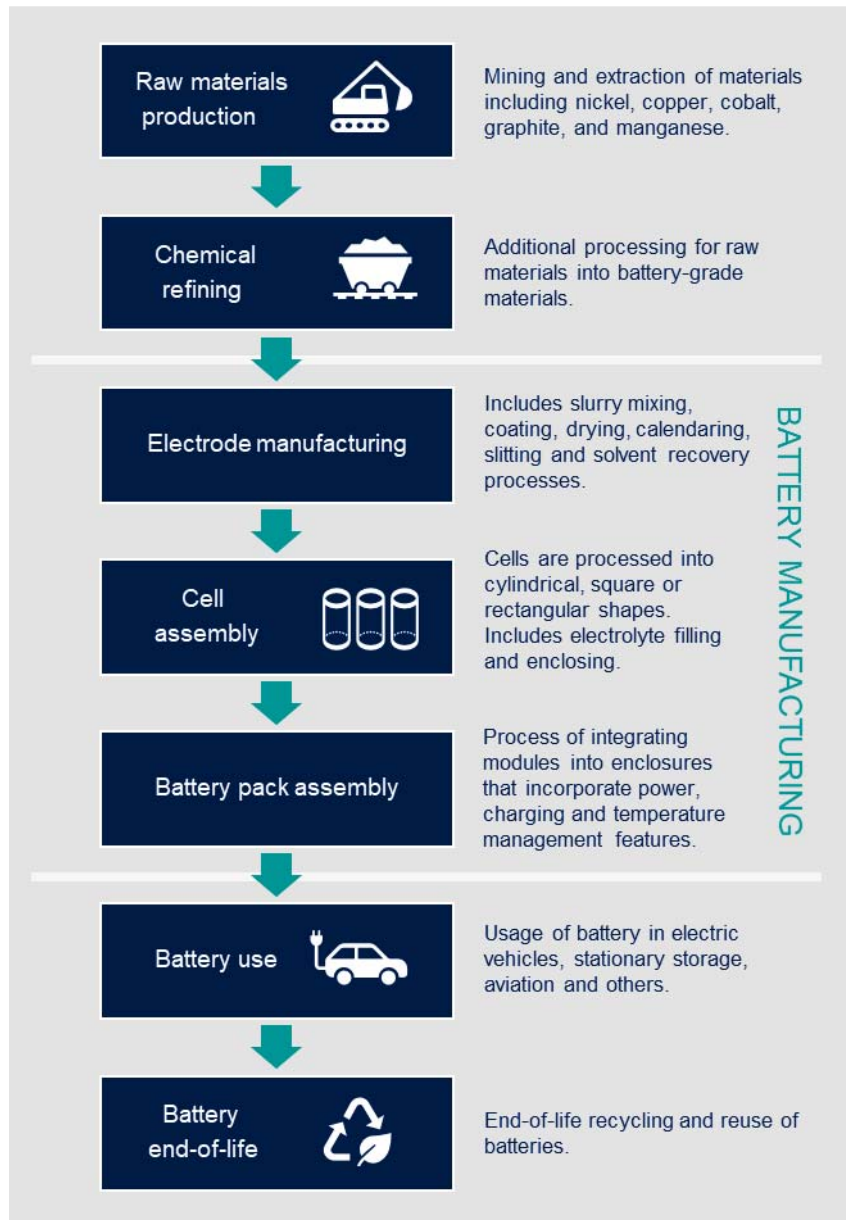 Raw materials
production
Mining and extraction of materials
including nickel, copper, cobalt,
graphite, and manganese.
Chemical
refining
Additional processing for raw
materials into battery-grade
materials.
Electrode manufacturing
Includes slurry mixing,
coating, drying, calendaring,
slitting and solvent recovery
processes.
Cell
assembly
Cells are processed into
cylindrical, square or
rectangular shapes.
Includes electrolyte filling
and enclosing.
Battery pack assembly
Process of integrating
modules into enclosures
that incorporate power,
charging and temperature
management features.
BATTERY MANUFACTURING
Battery use
Usage of battery in electric
vehicles, stationary storage,
aviation and others.
Battery
end-of-life
End-of-life recycling and reuse of
batteries.